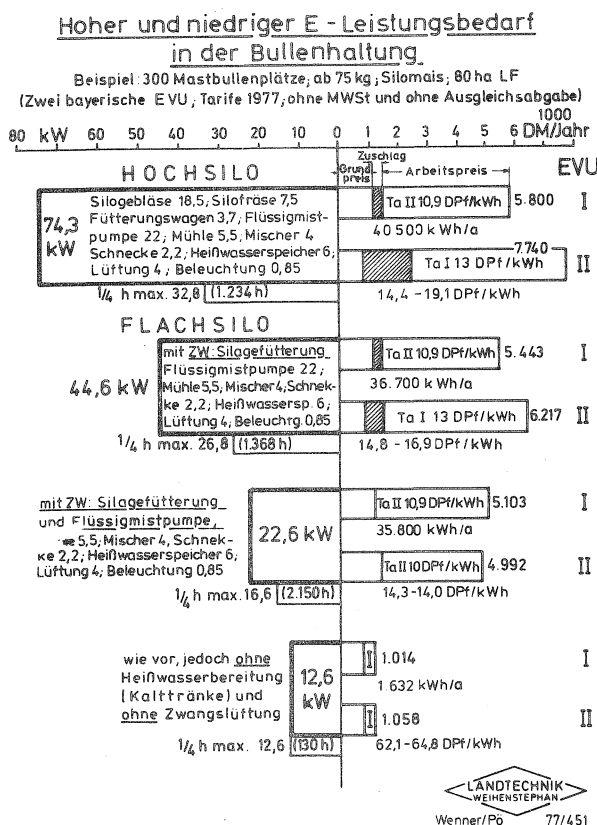 Hoher und niedriger E - Leistungsbedarf
in der Bullenhaltung
Beispiel: 300 Mastbullenplätze; ab 75 kg; Silomais; 80 ha LF
(Zwei bayerische EVU; Tarife 1977; ohne MWSt und ohne Ausgleichsabgabe)
80 kW 60 50 40 30 20 10 0 1 2 3 4 5 6 1000 DM/Jahr
HOCHSILO
Grundpreis Zuschlag Arbeitspreis EVU
74,3 kW
Silogebläse 18,5; Silofräse 7,5
Fütterungswagen 3,7; Flüssigmist-
pumpe 22; Mühle 5,5; Mischer 4
Schnecke 2,2; Heißwasserspeicher 6;
Lüftung 4; Beleuchtung 0,85
Ta II 10,9 DPf/kWh 5.800 I
40 500 kWh/a
7.740
Ta I 13 DPf/kWh II
1/4 h max. 32,8 (1.234 h) 14,4 - 19,1 DPf/kWh
FLACHSILO
44,6 kW
mit ZW: Silagefütterung
Flüssigmistpumpe 22;
Mühle 5,5; Mischer 4; Schnek-
ke 2,2; Heißwassersp. 6;
Lüftung 4; Beleuchtg. 0,85
Ta II 10,9 DPf/kWh 5.443 I
36.700 kWh/a
Ta I 13 DPf/kWh 6.217 II
1/4 h max. 26,8 (1.368 h) 14,8 - 16,9 DPf/kWh
mit ZW: Silagefütterung
und Flüssigmistpumpe,
5,5; Mischer 4, Schnek-
ke 2,2; Heißwasserspeicher 6;
Lüftung 4; Beleuchtung 0,85
22,6 kW
Ta II 10,9 DPf/kWh 5.103 I
35.800 kWh/a
Ta II 10 DPf/kWh 4.992 II
1/4 h max. 16,6 (2.150 h) 14,3-14,0 DPf/kWh
wie vor, jedoch ohne
Heißwasserbereitung
(Kalttränke) und
ohne Zwangslüftung
12,6 kW
I 1.014 I
1.632 kWh/a
I 1.058 II
1/4 h max. 12,6 (130 h) 62,1-64,8 DPf/kWh
LANDTECHNIK
WEIHENSTEPHAN
Wenner/Pö 77/451